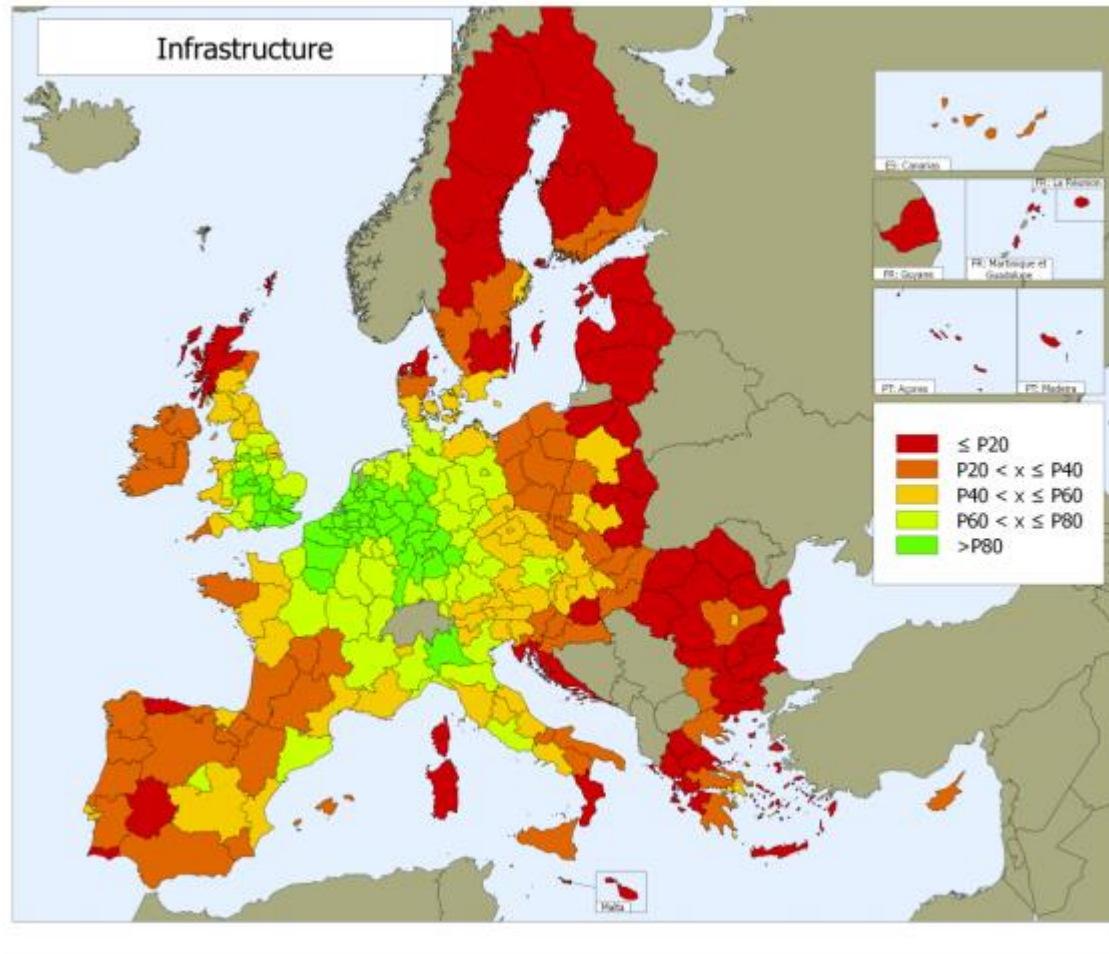 Infrastructure
ES: Canarias
FR: La Réunion
FR: Guyane
FR: Martinique et
Guadalupe
PT: Açores
PT: Madeira
≤ P20
P20 < x ≤ P40
P40 < x ≤ P60
P60 < x ≤ P80
>P80
Malta